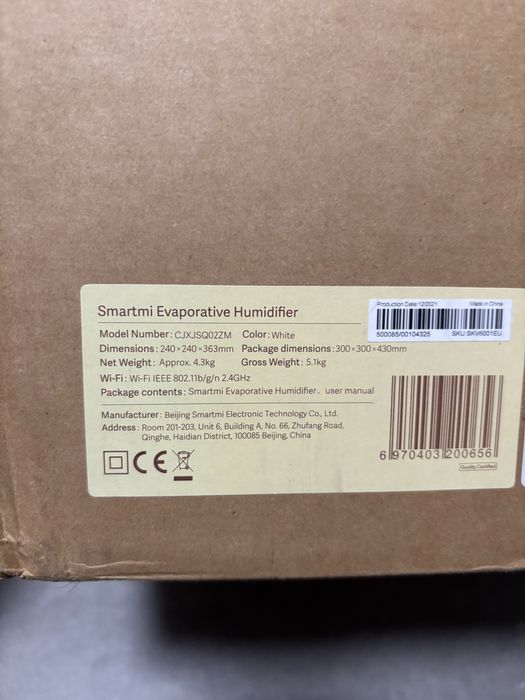 Production Date:12/2021 Made in China
500085/00104325 SKU:SKV6001EU
Smartmi Evaporative Humidifier
Model Number: CJXJSQ02ZM Color: White
Dimensions: 240×240×363mm Package dimensions: 300×300×430mm
Net Weight: Approx. 4.3kg Gross Weight: 5.1kg
Wi-Fi: Wi-Fi IEEE 802.11b/g/n 2.4GHz
Package contents: Smartmi Evaporative Humidifier、user manual
Manufacturer: Beijing Smartmi Electronic Technology Co., Ltd.
Address: Room 201-203, Unit 6, Building A, No. 66, Zhufang Road,
Qinghe, Haidian District, 100085 Beijing, China
CE
6 970403 200656
Quality Certified